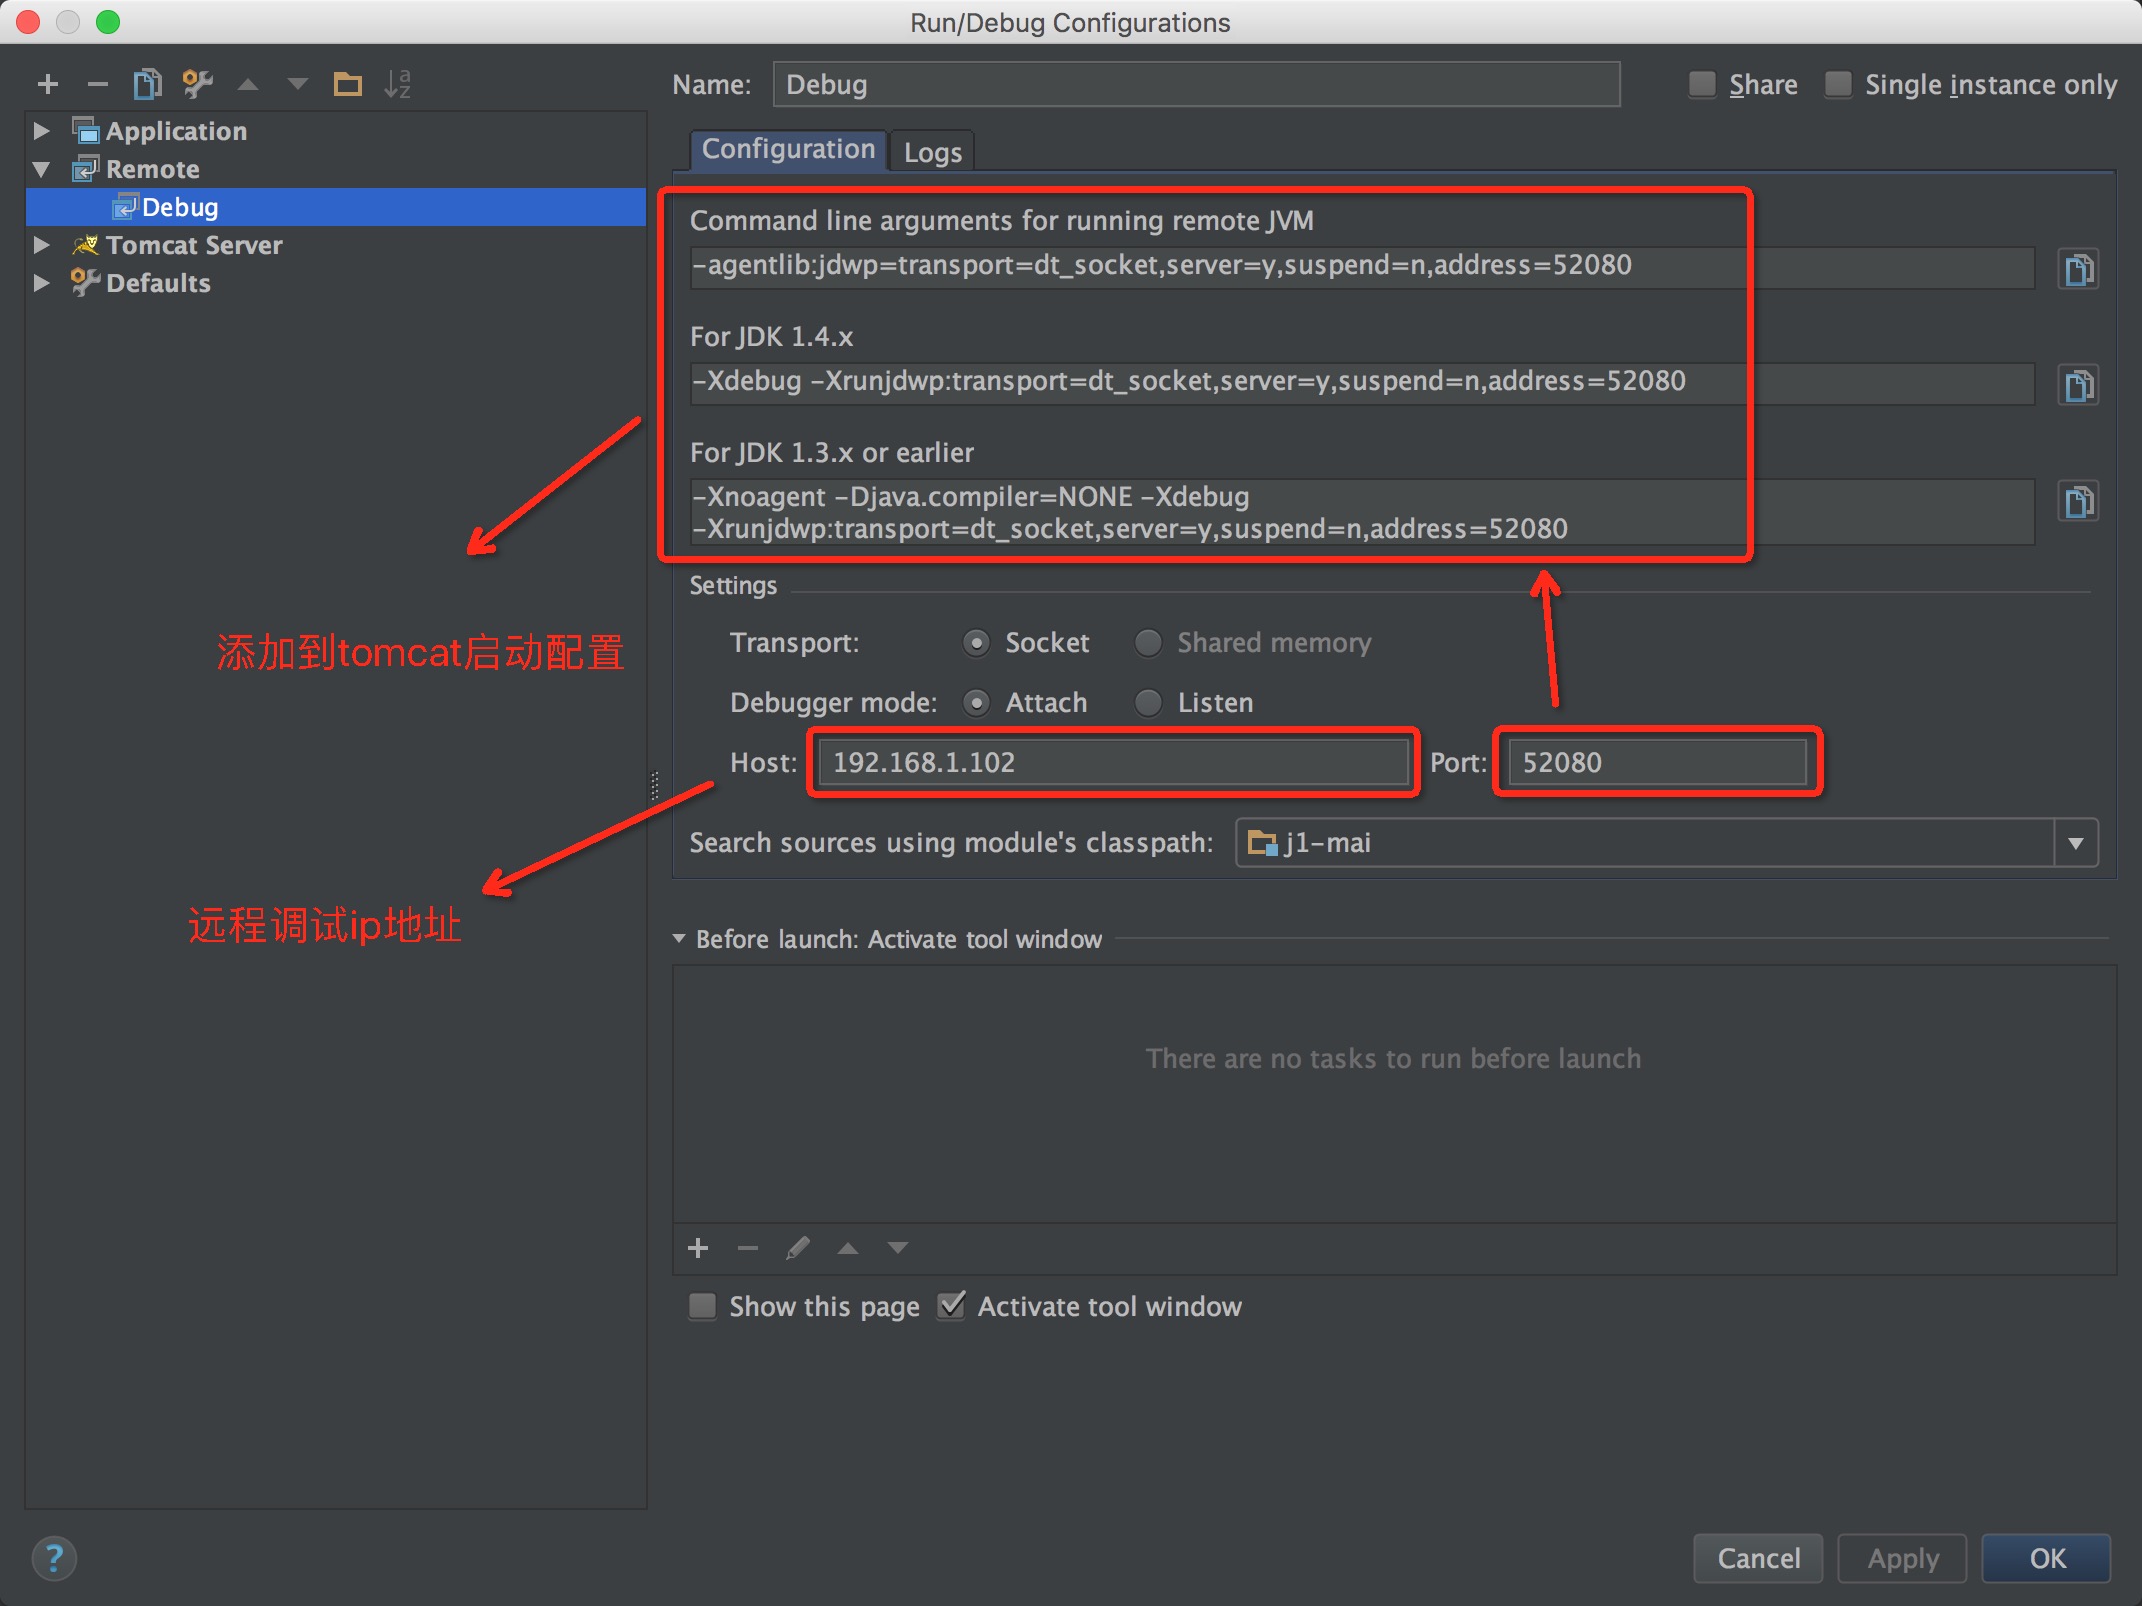 Run/Debug Configurations
Name: Debug Share Single instance only
Application
Remote
Debug
Tomcat Server
Defaults
Configuration Logs
Command line arguments for running remote JVM
-agentlib:jdwp=transport=dt_socket,server=y,suspend=n,address=52080
For JDK 1.4.x
-Xdebug -Xrunjdwp:transport=dt_socket,server=y,suspend=n,address=52080
For JDK 1.3.x or earlier
-Xnoagent -Djava.compiler=NONE -Xdebug
-Xrunjdwp:transport=dt_socket,server=y,suspend=n,address=52080
添加到tomcat启动配置
Settings
Transport: Socket Shared memory
Debugger mode: Attach Listen
Host: 192.168.1.102 Port: 52080
远程调试ip地址
Search sources using module's classpath: j1-mai
Before launch: Activate tool window
There are no tasks to run before launch
Show this page Activate tool window
? Cancel Apply OK